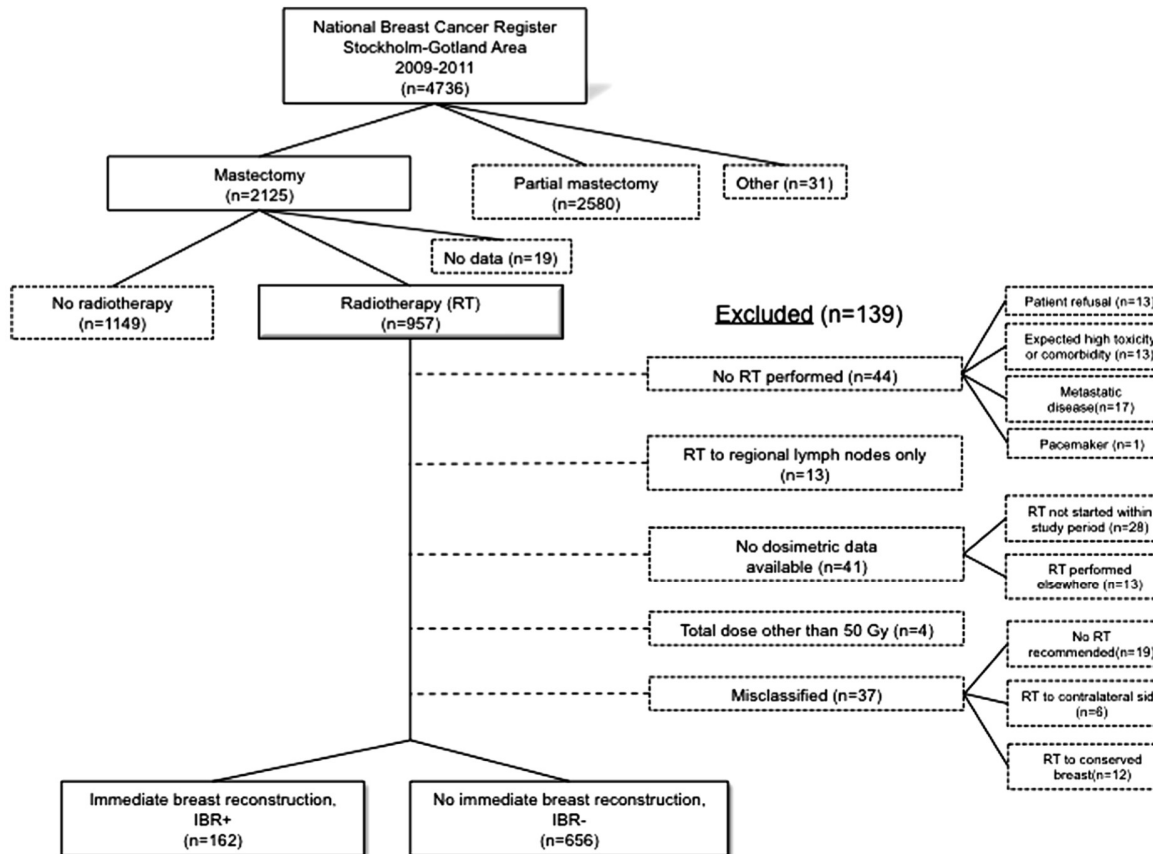 National Breast Cancer Register
Stockholm-Gotland Area
2009-2011
(n=4736)
Mastectomy
(n=2125)
Partial mastectomy
(n=2580)
Other (n=31)
No data (n=19)
No radiotherapy
(n=1149)
Radiotherapy (RT)
(n=957)
Excluded (n=139)
No RT performed (n=44)
Patient refusal (n=13)
Expected high toxicity
or comorbidity (n=13)
Metastatic
disease(n=17)
Pacemaker (n=1)
RT to regional lymph nodes only
(n=13)
No dosimetric data
available (n=41)
RT not started within
study period (n=28)
RT performed
elsewhere (n=13)
Total dose other than 50 Gy (n=4)
Misclassified (n=37)
No RT
recommended(n=19)
RT to contralateral sid
(n=6)
RT to conserved
breast(n=12)
Immediate breast reconstruction,
IBR+
(n=162)
No immediate breast reconstruction,
IBR-
(n=656)